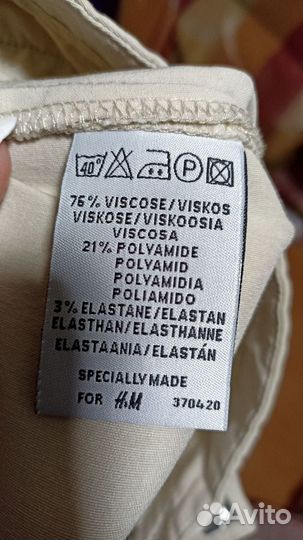 40°
P
76% VISCOSE/VISKOS
VISKOSE/VISKOOSIA
VISCOSA
21% POLYAMIDE
POLYAMID
POLYAMIDIA
POLIAMIDO
3% ELASTANE/ELASTAN
ELASTHAN/ELASTHANNE
ELASTAANIA/ELASTÁN
SPECIALLY MADE
FOR H&M 370420
Avito